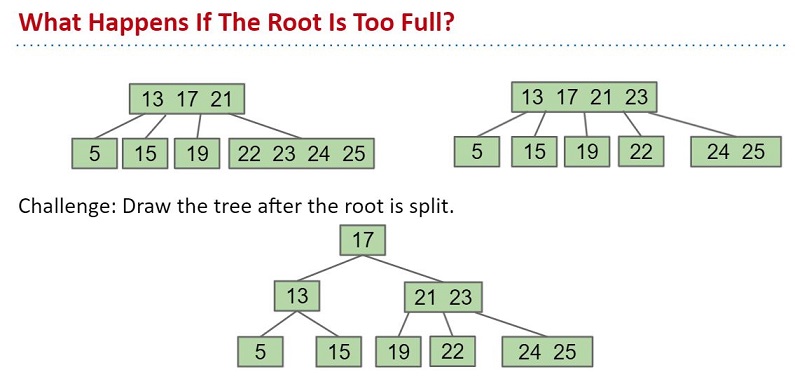 What Happens If The Root Is Too Full?
13 17 21
5 15 19 22 23 24 25
13 17 21 23
5 15 19 22 24 25
Challenge: Draw the tree after the root is split.
17
13 21 23
5 15 19 22 24 25